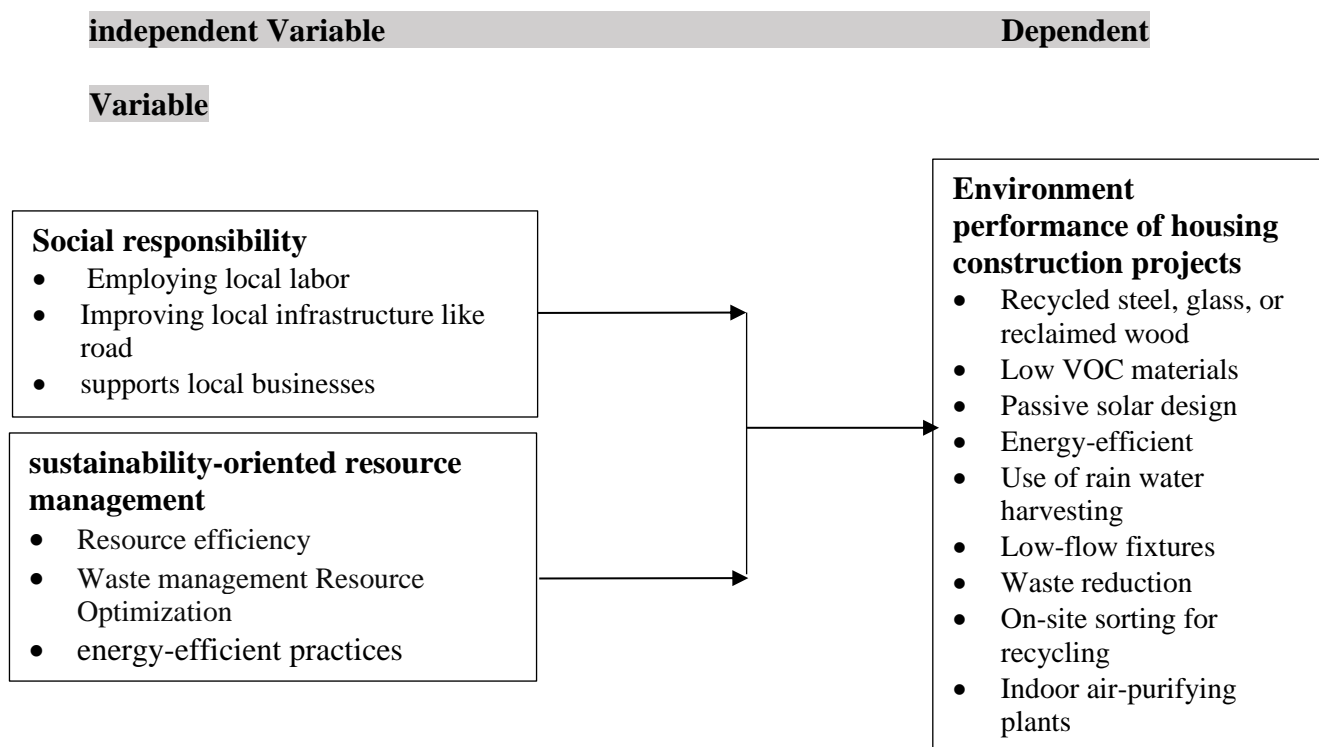 independent Variable Dependent
Variable
Social responsibility
• Employing local labor
• Improving local infrastructure like
road
• supports local businesses
sustainability-oriented resource
management
• Resource efficiency
• Waste management Resource
Optimization
• energy-efficient practices
Environment
performance of housing
construction projects
• Recycled steel, glass, or
reclaimed wood
• Low VOC materials
• Passive solar design
• Energy-efficient
• Use of rain water
harvesting
• Low-flow fixtures
• Waste reduction
• On-site sorting for
recycling
• Indoor air-purifying
plants